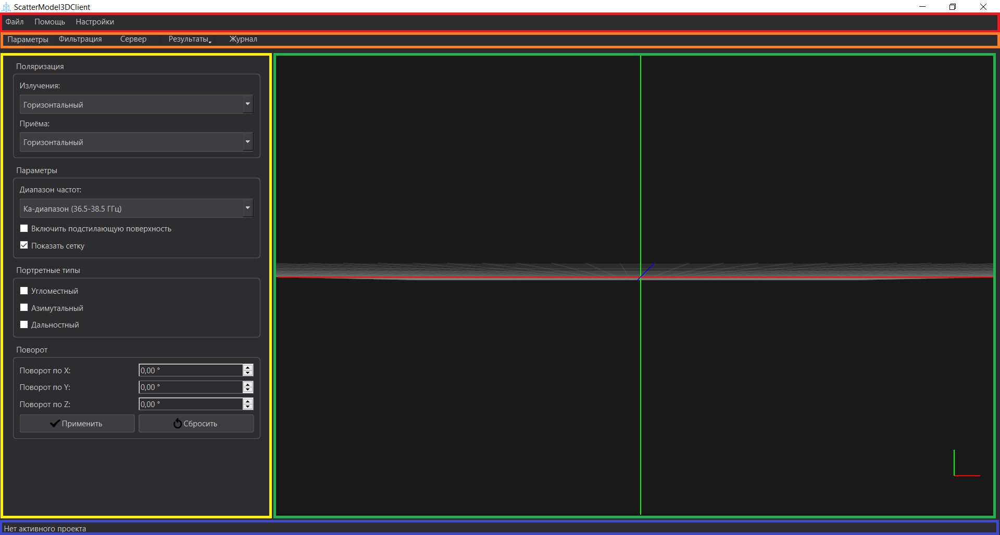 ScatterModel3DClient
Файл Помощь Настройки
Параметры Фильтрация Сервер Результаты Журнал
Поляризация
Излучения:
Горизонтальный
Приёма:
Горизонтальный
Параметры
Диапазон частот:
Ка-диапазон (36.5-38.5 ГГц)
Включить подстилающую поверхность
Показать сетку
Портретные типы
Угломестный
Азимутальный
Дальностный
Поворот
Поворот по X: 0,00 °
Поворот по Y: 0,00 °
Поворот по Z: 0,00 °
Применить Сбросить
Нет активного проекта